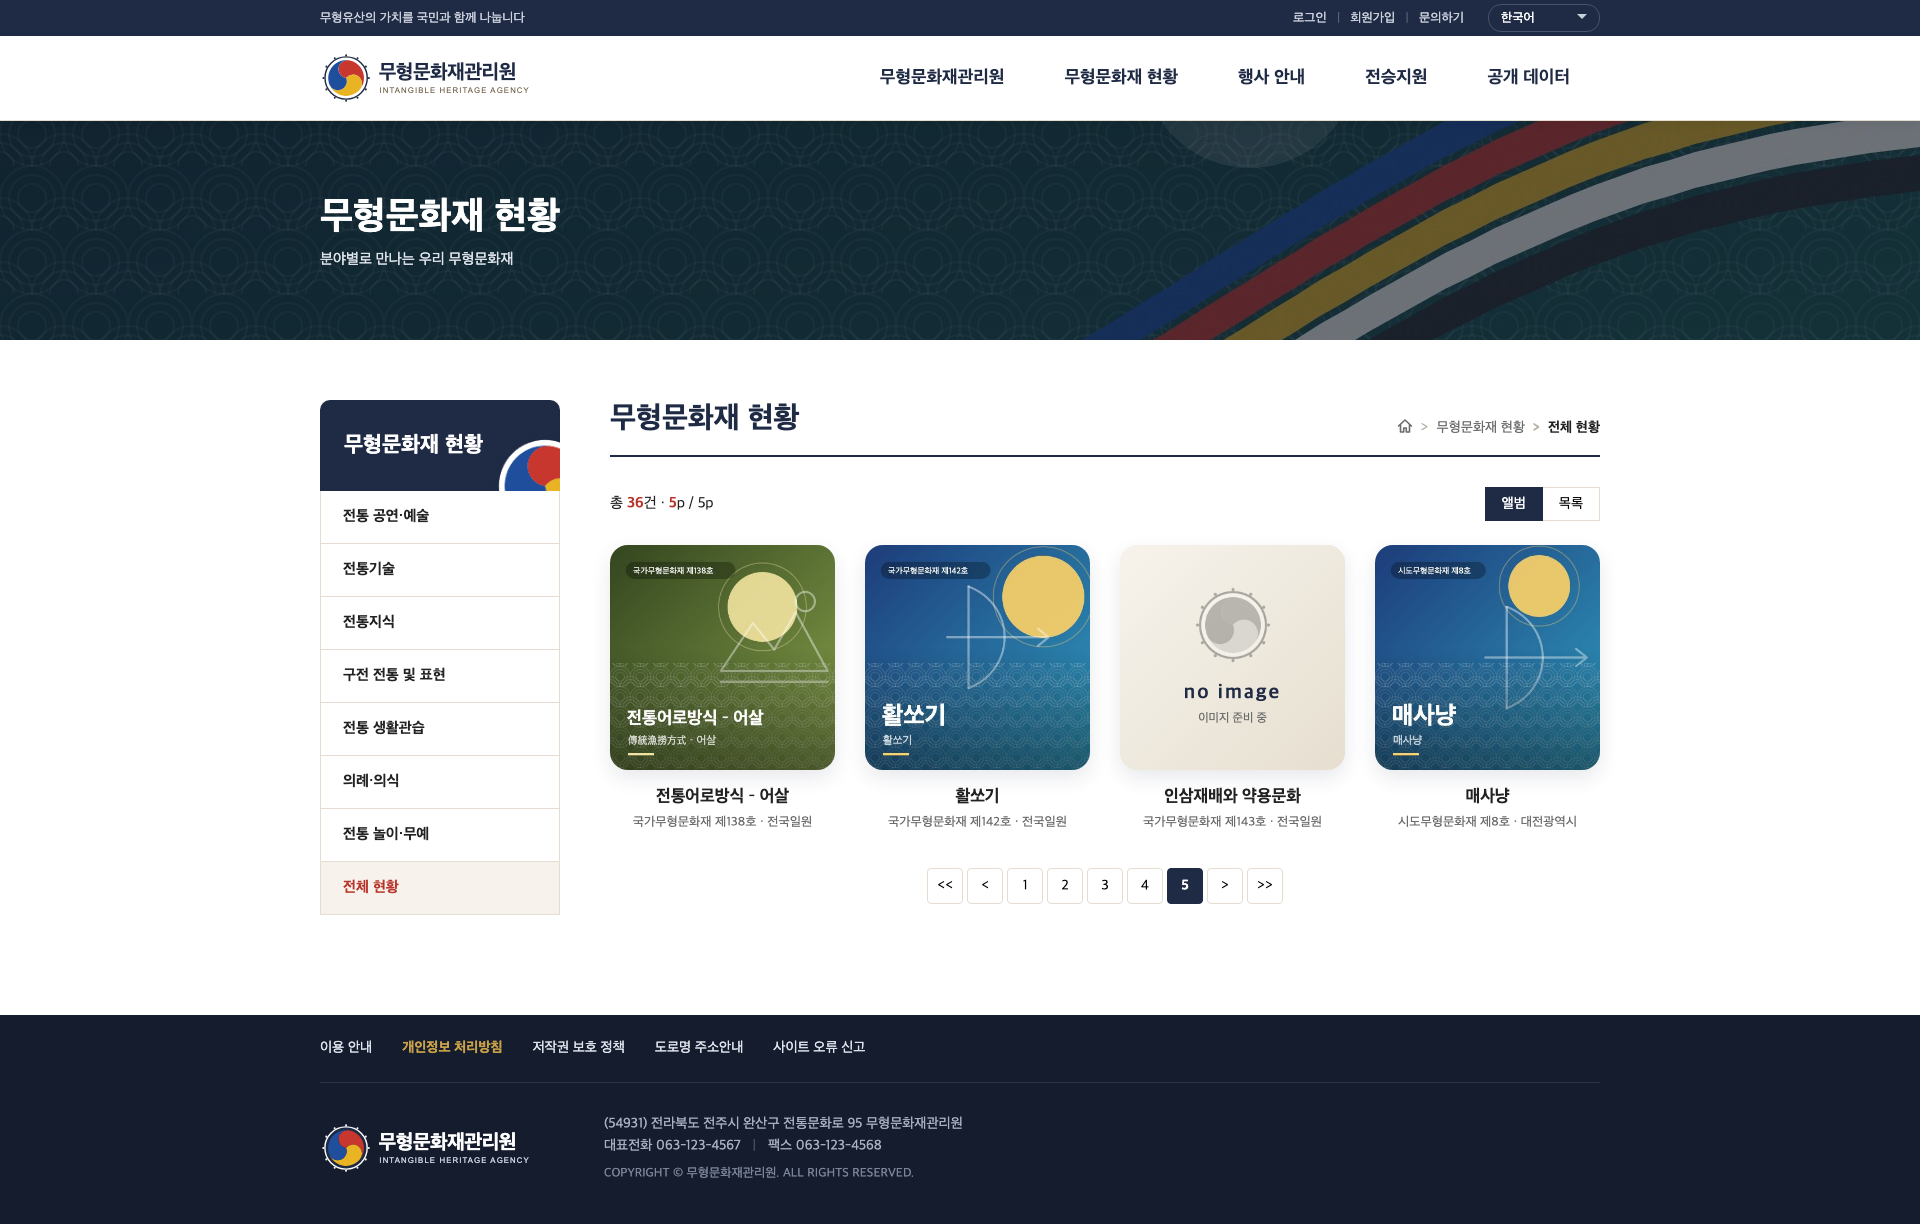 무형유산의 가치를 국민과 함께 나눕니다
로그인 | 회원가입 | 문의하기 한국어
무형문화재관리원
INTANGIBLE HERITAGE AGENCY
무형문화재관리원 무형문화재 현황 행사 안내 전승지원 공개 데이터
무형문화재 현황
분야별로 만나는 우리 무형문화재
무형문화재 현황
전통 공연·예술
전통기술
전통지식
구전 전통 및 표현
전통 생활관습
의례·의식
전통 놀이·무예
전체 현황
무형문화재 현황
> 무형문화재 현황 > 전체 현황
총 36건 · 5p / 5p
앨범 목록
국가무형문화재 제138호
전통어로방식 - 어살
傳統漁撈方式 - 어살
전통어로방식 - 어살
국가무형문화재 제138호 · 전국일원
국가무형문화재 제142호
활쏘기
활쏘기
활쏘기
국가무형문화재 제142호 · 전국일원
no image
이미지 준비 중
인삼재배와 약용문화
국가무형문화재 제143호 · 전국일원
시도무형문화재 제8호
매사냥
매사냥
매사냥
시도무형문화재 제8호 · 대전광역시
<< < 1 2 3 4 5 > >>
이용 안내 개인정보 처리방침 저작권 보호 정책 도로명 주소안내 사이트 오류 신고
무형문화재관리원
INTANGIBLE HERITAGE AGENCY
(54931) 전라북도 전주시 완산구 전통문화로 95 무형문화재관리원
대표전화 063-123-4567 | 팩스 063-123-4568
COPYRIGHT © 무형문화재관리원. ALL RIGHTS RESERVED.